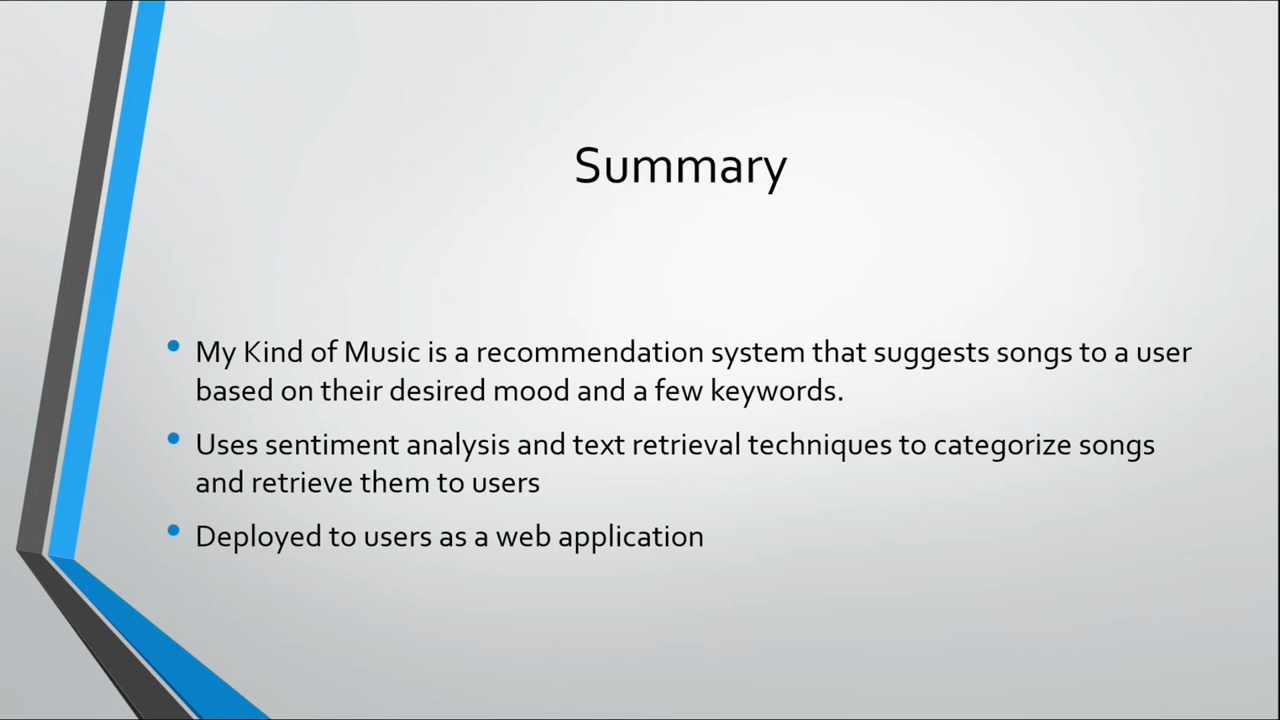 Summary
• My Kind of Music is a recommendation system that suggests songs to a user
based on their desired mood and a few keywords.
• Uses sentiment analysis and text retrieval techniques to categorize songs
and retrieve them to users
• Deployed to users as a web application